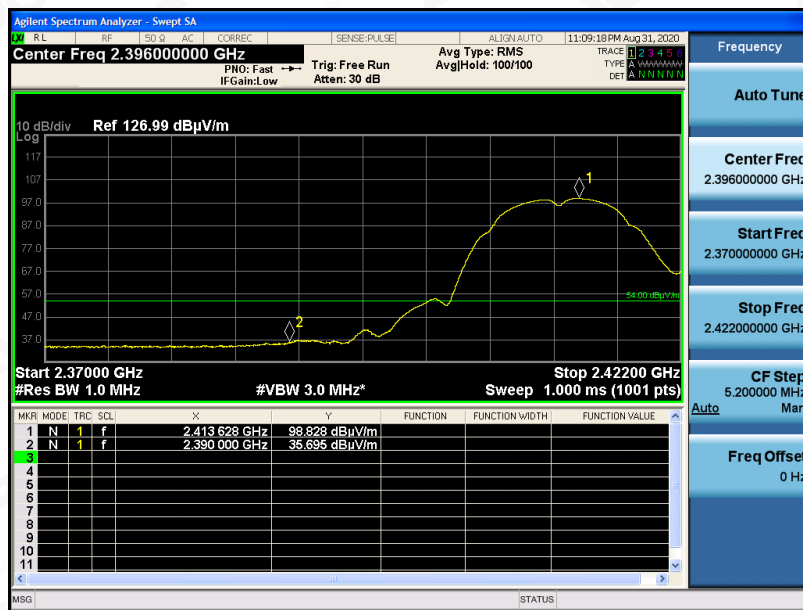 Agilent Spectrum Analyzer - Swept SA
LXI RL RF 50 Ω AC CORREC SENSE:PULSE ALIGN AUTO 11:09:18 PM Aug 31, 2020
Center Freq 2.396000000 GHz
PNO: Fast
IFGain:Low
Trig: Free Run
Atten: 30 dB
Avg Type: RMS
Avg|Hold: 100/100
TRACE 1 2 3 4 5 6
TYPE A WWWWW
DET A N N N N N
10 dB/div Ref 126.99 dBµV/m
Log
117
107
97.0
87.0
77.0
67.0
57.0
47.0
37.0
1
2
54.00 dBµV/m
Start 2.37000 GHz Stop 2.42200 GHz
#Res BW 1.0 MHz #VBW 3.0 MHz* Sweep 1.000 ms (1001 pts)
MKR MODE TRC SCL X Y FUNCTION FUNCTION WIDTH FUNCTION VALUE
1 N 1 f 2.413 628 GHz 98.828 dBµV/m
2 N 1 f 2.390 000 GHz 35.695 dBµV/m
3
4
5
6
7
8
9
10
11
MSG STATUS
Frequency
Auto Tune
Center Freq
2.396000000 GHz
Start Freq
2.370000000 GHz
Stop Freq
2.422000000 GHz
CF Step
5.200000 MHz
Auto Man
Freq Offset
0 Hz